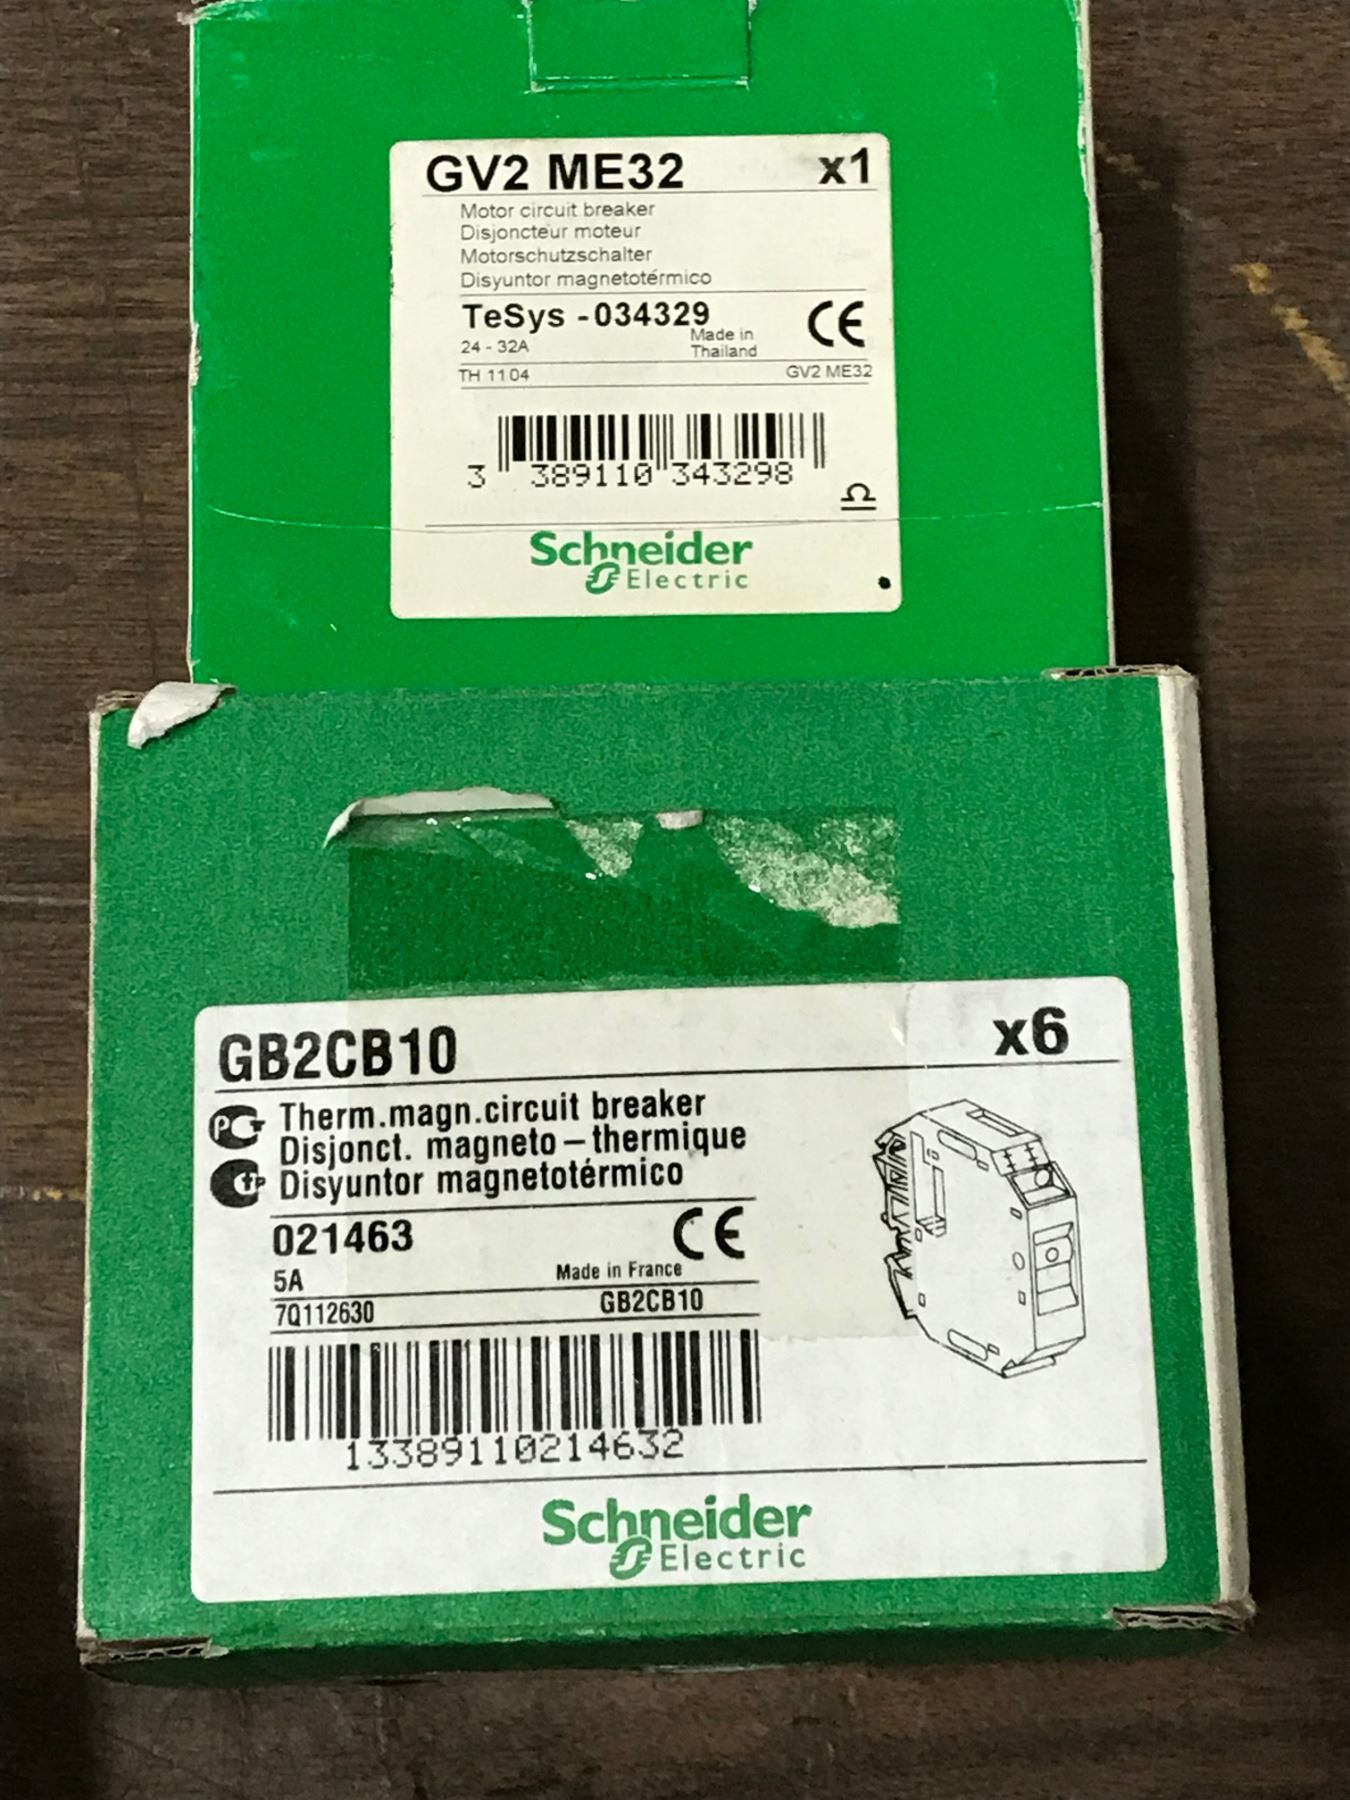 GV2 ME32 x1
Motor circuit breaker
Disjoncteur moteur
Motorschutzschalter
Disyuntor magnetotérmico
TeSys - 034329 CE
24 - 32A Made in
Thailand
TH 11 04 GV2 ME32
3 389110 343298
Schneider
Electric
GB2CB10 x6
Therm.magn.circuit breaker
Disjonct. magneto – thermique
Disyuntor magnetotérmico
021463 CE
5A Made in France
7Q112630 GB2CB10
13389110214632
Schneider
Electric